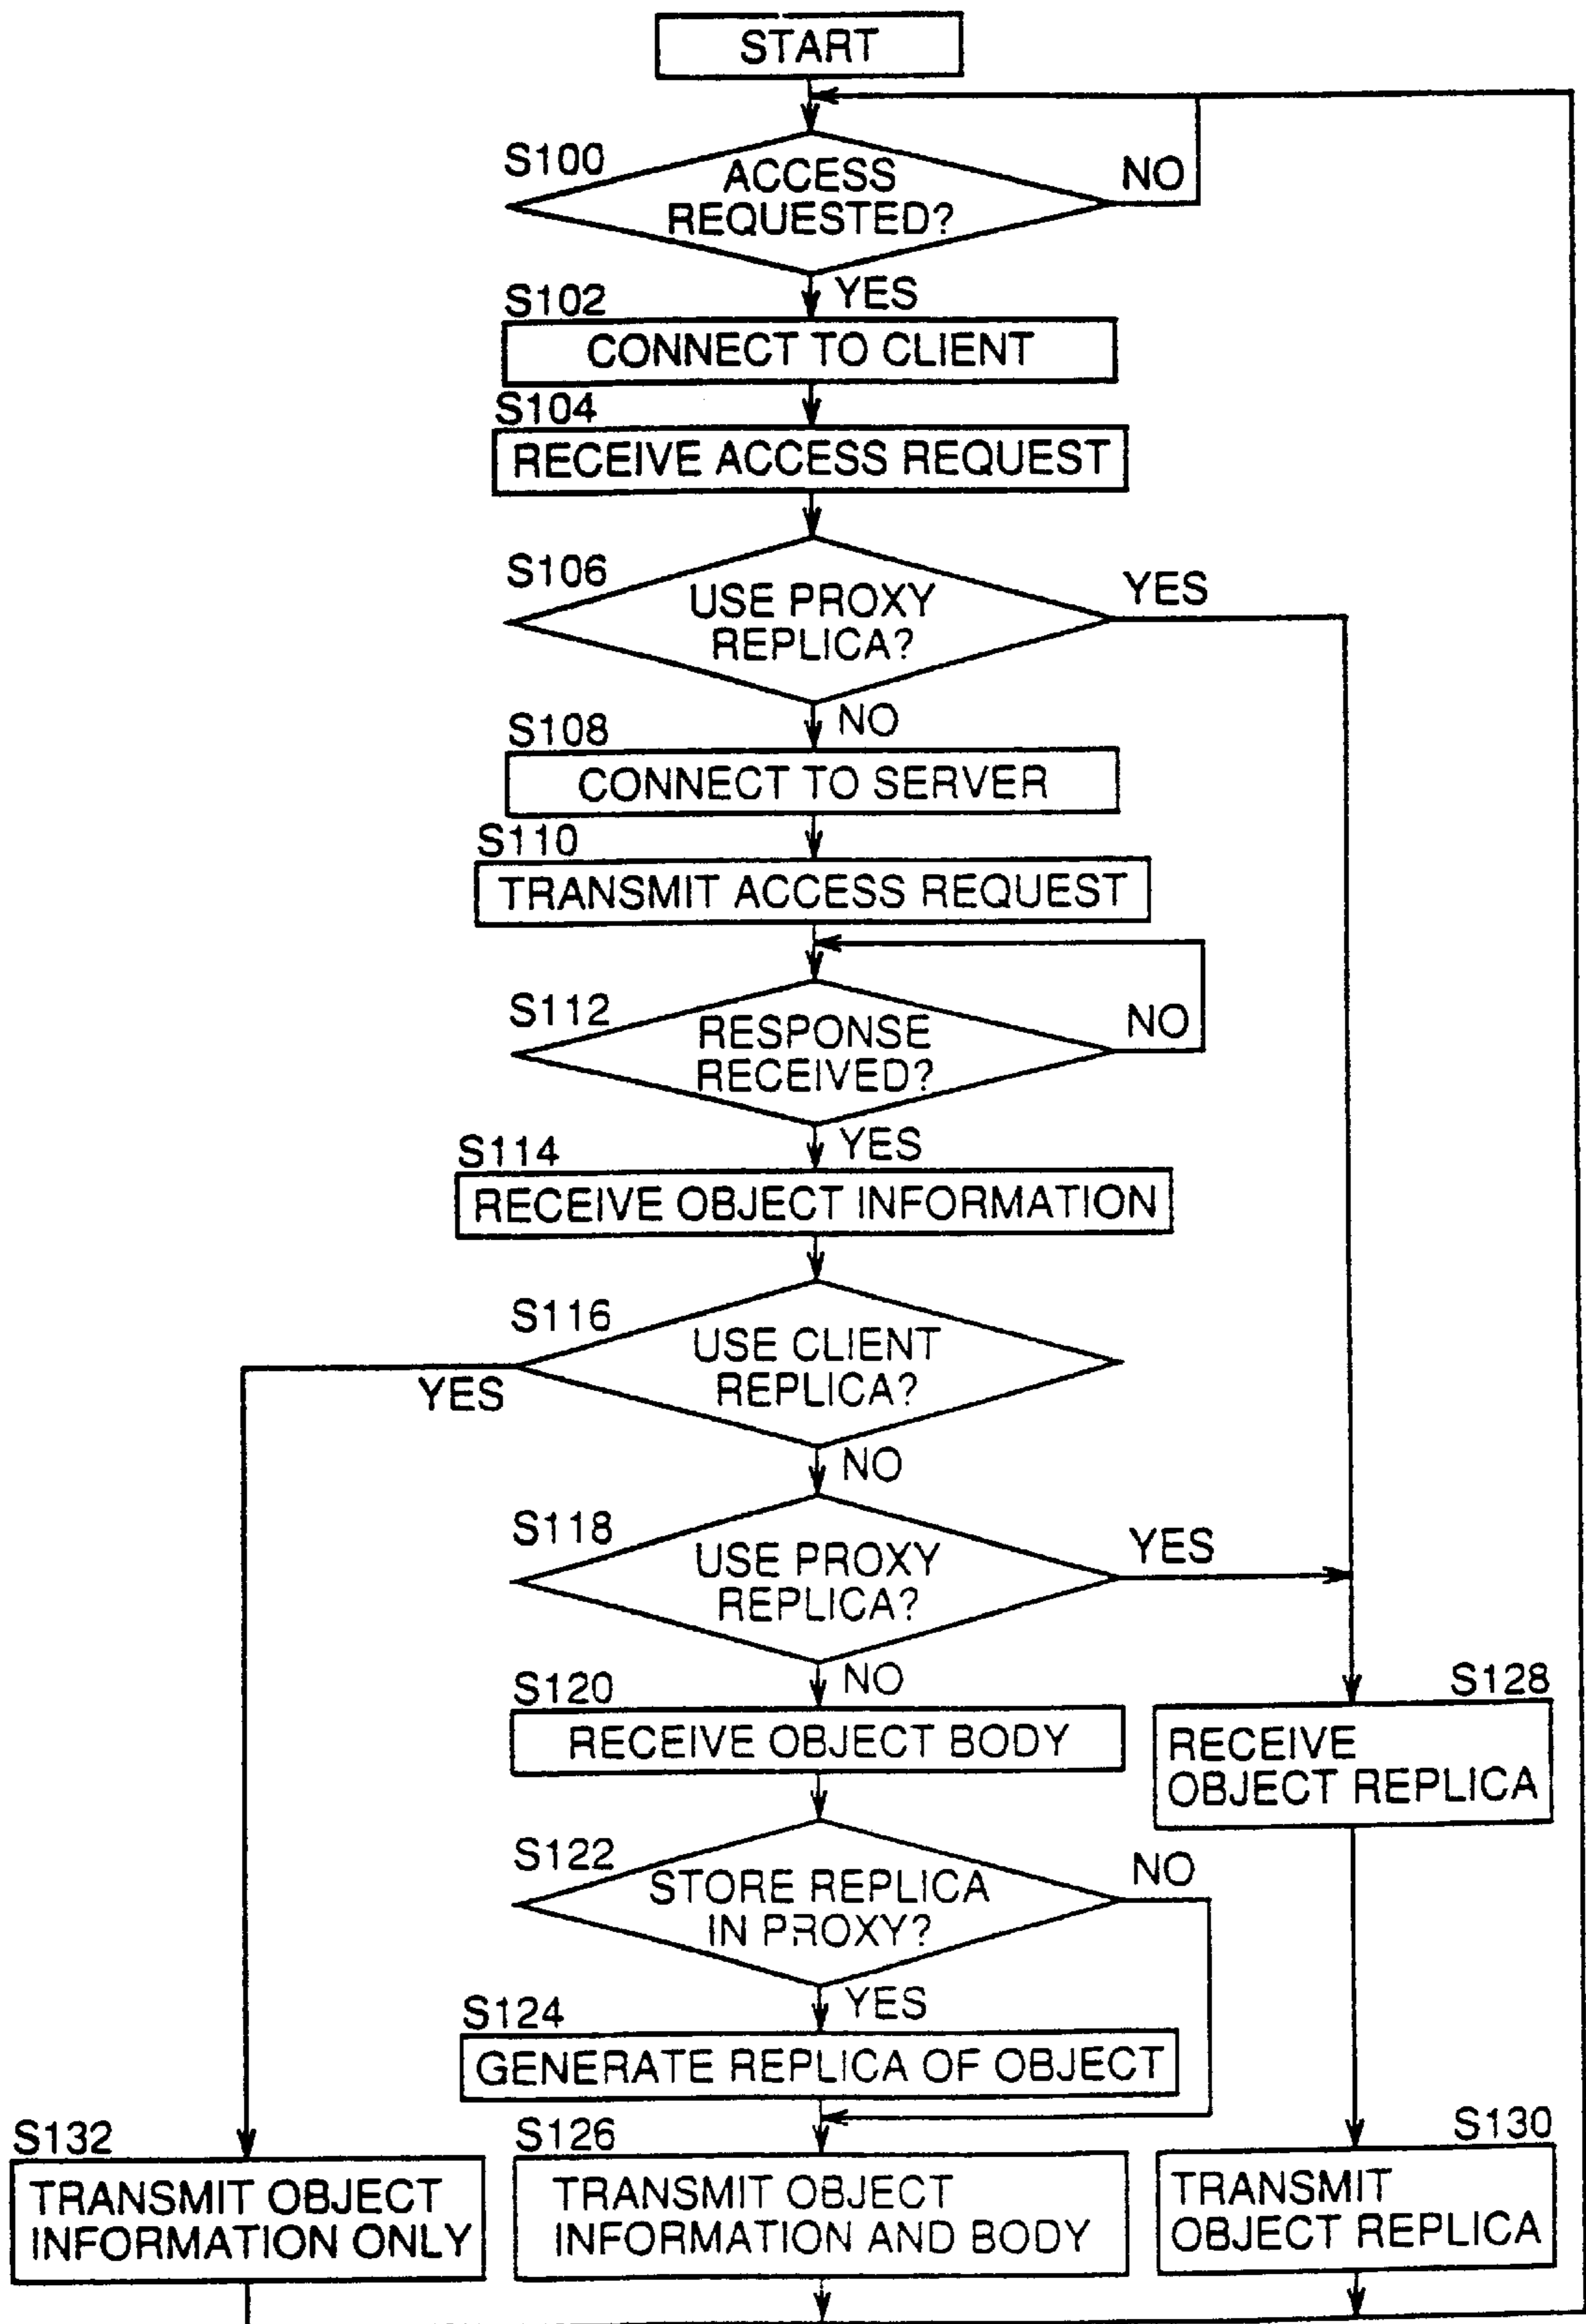 START
S100
ACCESS
REQUESTED?
NO
YES
S102
CONNECT TO CLIENT
S104
RECEIVE ACCESS REQUEST
S106
USE PROXY
REPLICA?
YES
NO
S108
CONNECT TO SERVER
S110
TRANSMIT ACCESS REQUEST
S112
RESPONSE
RECEIVED?
NO
YES
S114
RECEIVE OBJECT INFORMATION
S116
USE CLIENT
REPLICA?
YES
NO
S118
USE PROXY
REPLICA?
YES
NO
S120
RECEIVE OBJECT BODY
S128
RECEIVE
OBJECT REPLICA
S122
STORE REPLICA
IN PROXY?
NO
YES
S124
GENERATE REPLICA OF OBJECT
S132
TRANSMIT OBJECT
INFORMATION ONLY
S126
TRANSMIT OBJECT
INFORMATION AND BODY
S130
TRANSMIT
OBJECT REPLICA